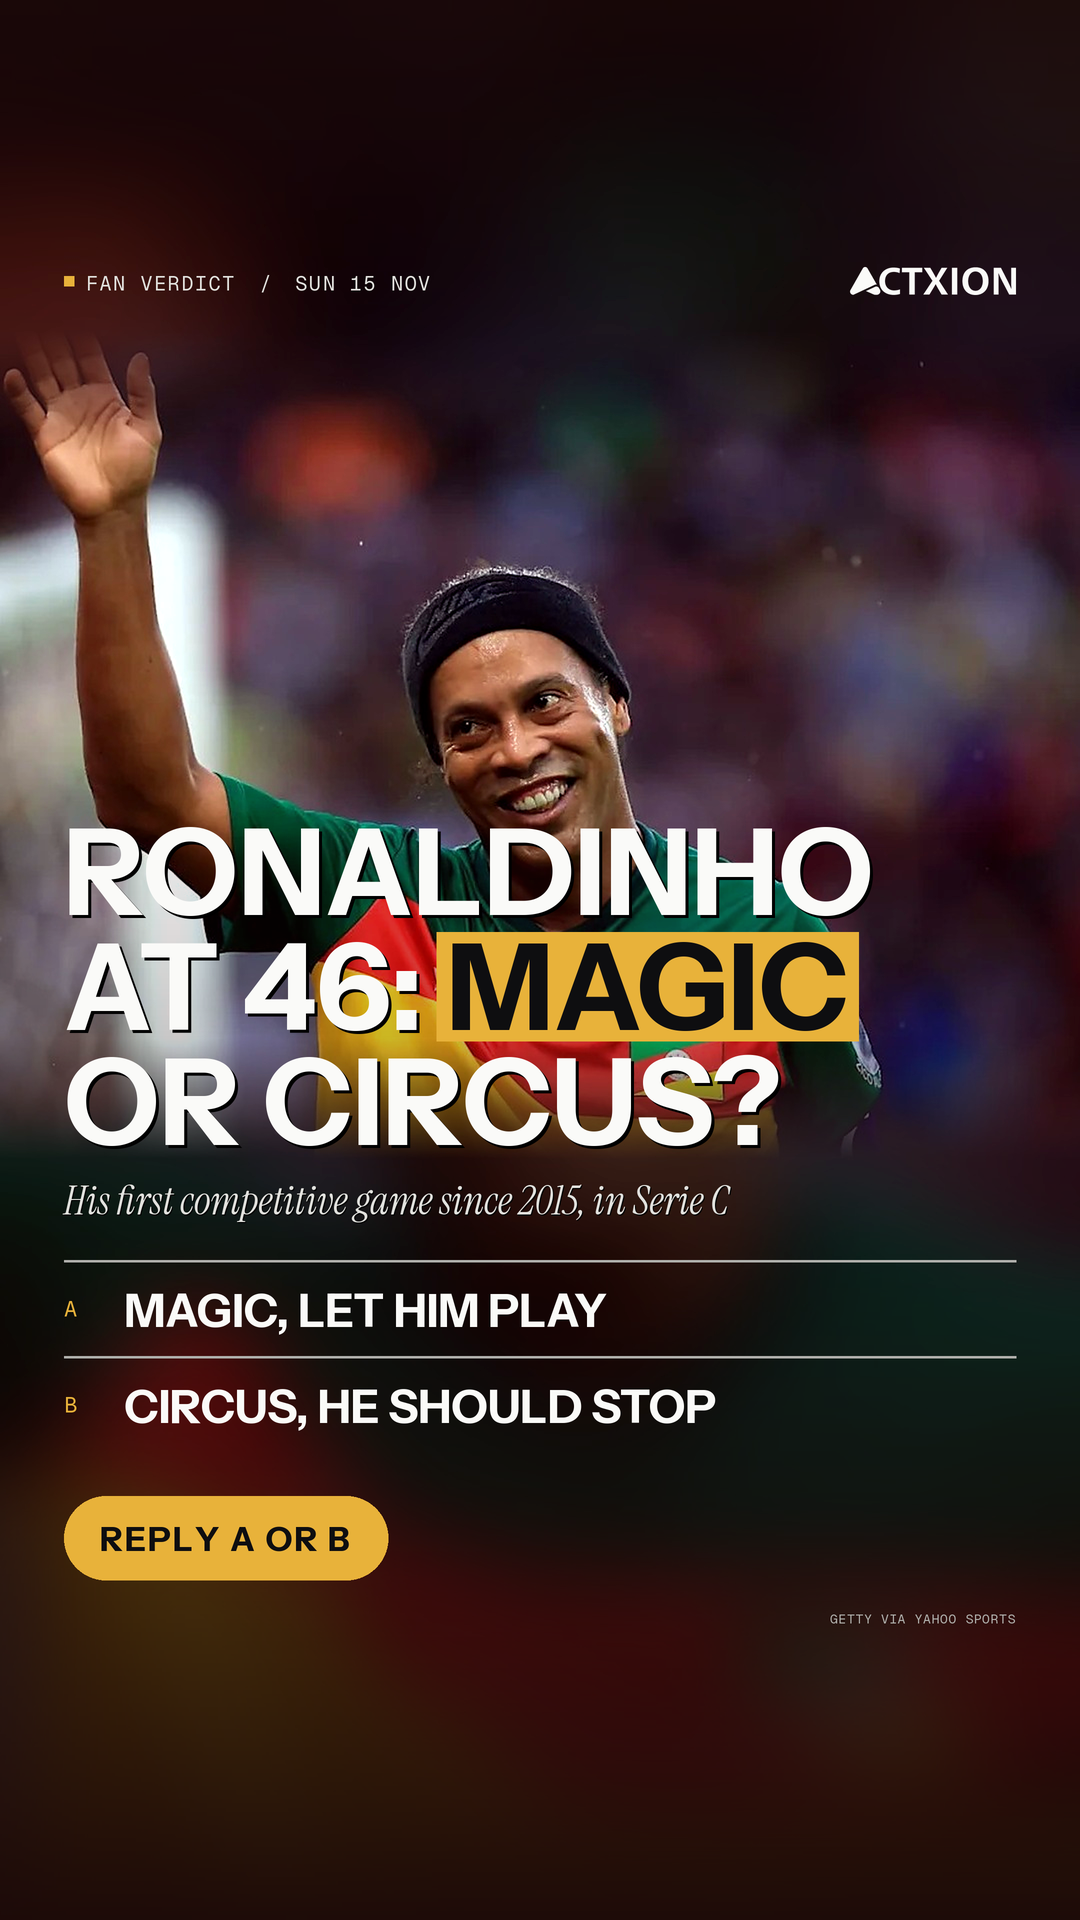 FAN VERDICT / SUN 15 NOV
ACTXION
RONALDINHO
AT 46: MAGIC
OR CIRCUS?
His first competitive game since 2015, in Serie C
A MAGIC, LET HIM PLAY
B CIRCUS, HE SHOULD STOP
REPLY A OR B
GETTY VIA YAHOO SPORTS